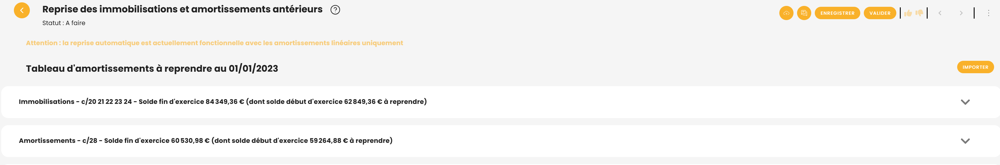 Reprise des immobilisations et amortissements antérieurs ?
ENREGISTRER
VALIDER
Statut : A faire
Attention : la reprise automatique est actuellement fonctionnelle avec les amortissements linéaires uniquement
Tableau d'amortissements à reprendre au 01/01/2023
IMPORTER
Immobilisations - c/20 21 22 23 24 - Solde fin d'exercice 84 349,36 € (dont solde début d'exercice 62 849,36 € à reprendre)
Amortissements - c/28 - Solde fin d'exercice 60 530,98 € (dont solde début d'exercice 59 264,88 € à reprendre)